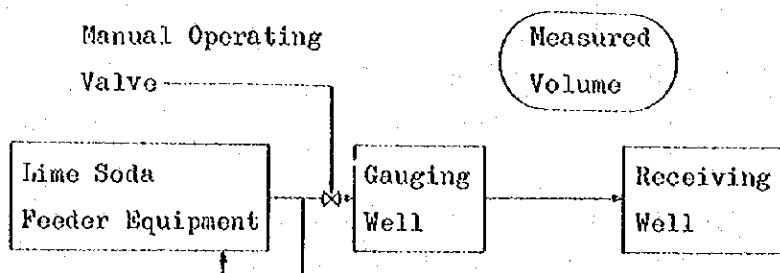 Manual Operating
Valve
Measured
Volume
Lime Soda
Feeder Equipment
Gauging
Well
Receiving
Well